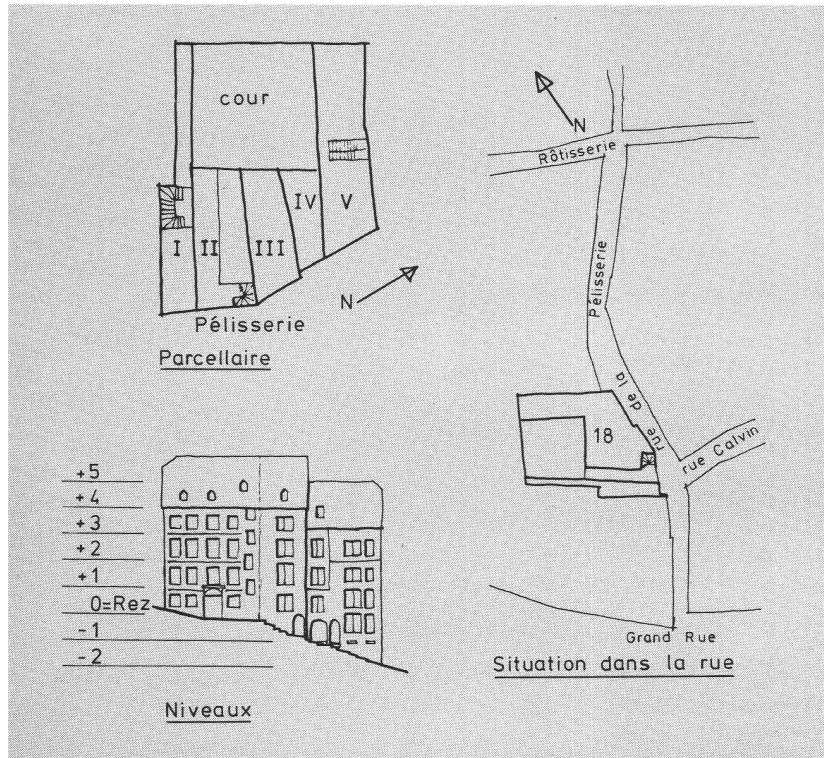 cour
I II III IV V
N
Pélisserie
Parcellaire
N
Rôtisserie
Pélisserie
rue de la
18
rue Calvin
Grand Rue
Situation dans la rue
+5
+4
+3
+2
+1
0=Rez
-1
-2
Niveaux